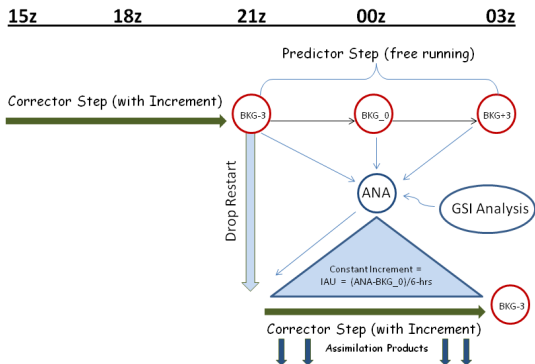 15z 18z 21z 00z 03z
Predictor Step (free running)
Corrector Step (with Increment)
BKG-3
BKG_0
BKG+3
Drop Restart
ANA
GSI Analysis
Constant Increment =
IAU = (ANA-BKG_0)/6-hrs
BKG-3
Corrector Step (with Increment)
Assimilation Products